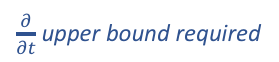 ∂/∂t upper bound required